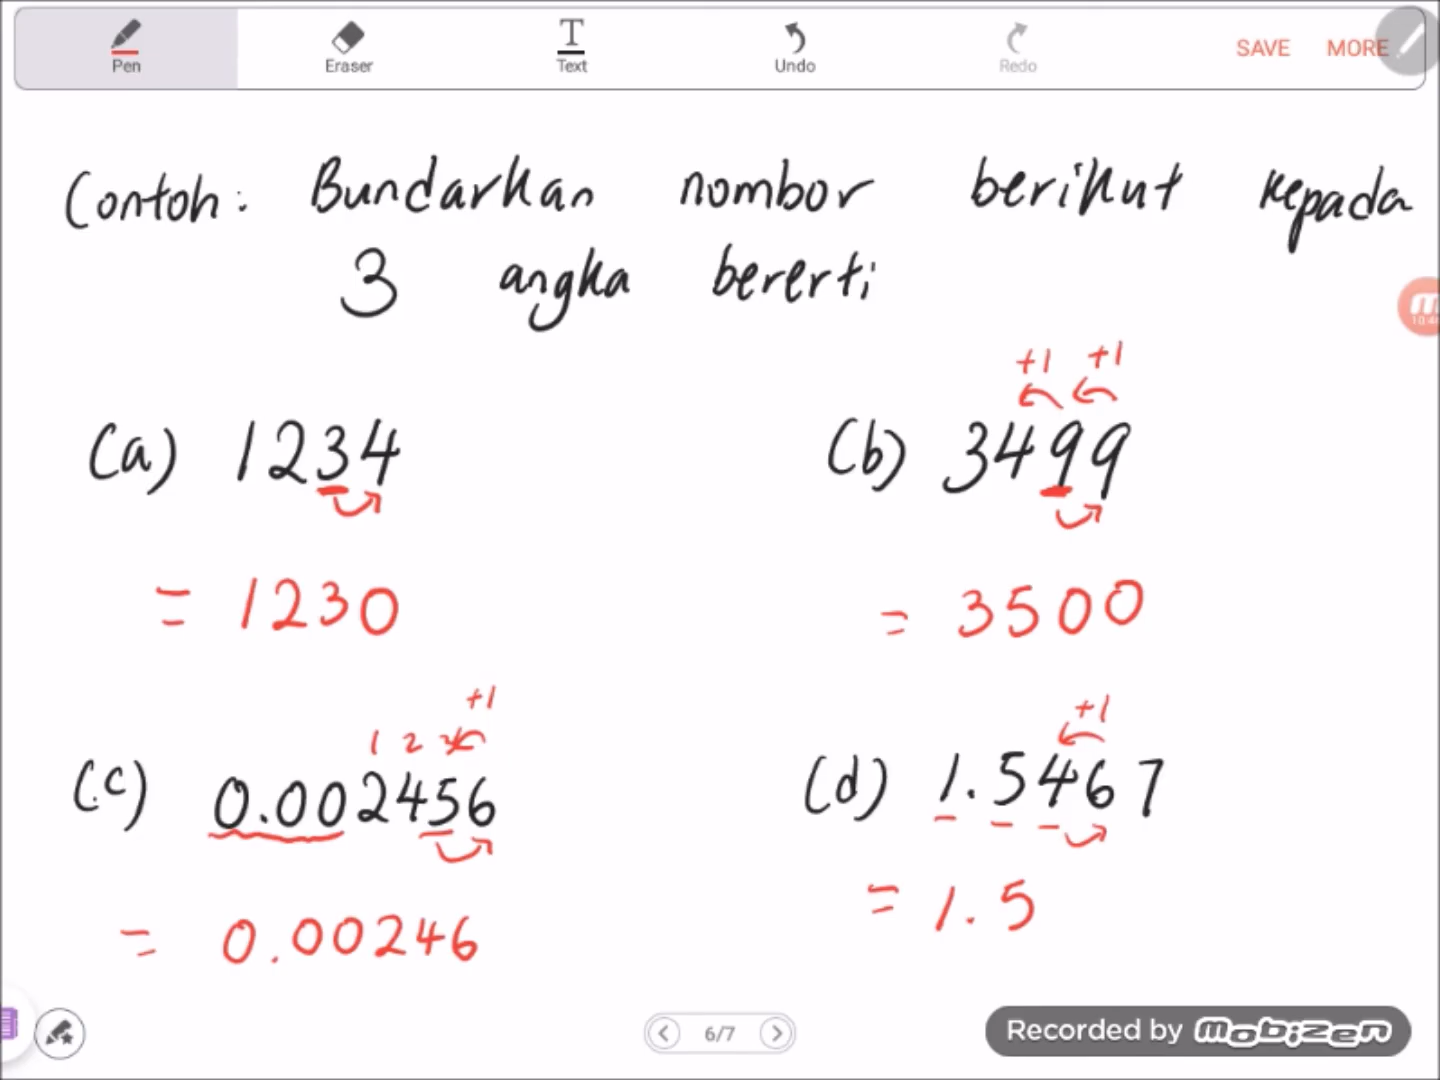 Pen Eraser Text Undo Redo SAVE MORE
Contoh: Bundarkan nombor berikut kepada
3 angka bererti
+1 +1
(a) 1234 (b) 3499
= 1230 = 3500
+1 +1
1 2 3
(c) 0.002456 (d) 1.5467
= 0.00246 = 1.5
6/7
Recorded by mobizen